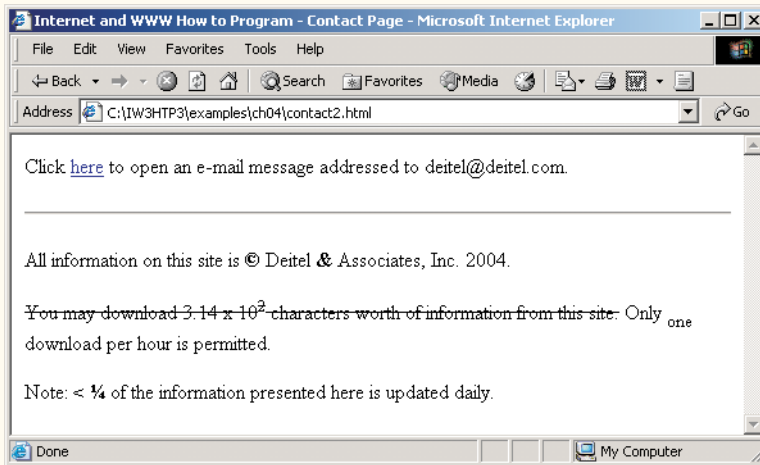 Internet and WWW How to Program - Contact Page - Microsoft Internet Explorer
File Edit View Favorites Tools Help
Back Search Favorites Media
Address C:\IW3HTP3\examples\ch04\contact2.html Go
Click here to open an e-mail message addressed to deitel@deitel.com.
All information on this site is © Deitel & Associates, Inc. 2004.
You may download 3.14 x 10² characters worth of information from this site. Only one
download per hour is permitted.
Note: < ¼ of the information presented here is updated daily.
Done My Computer